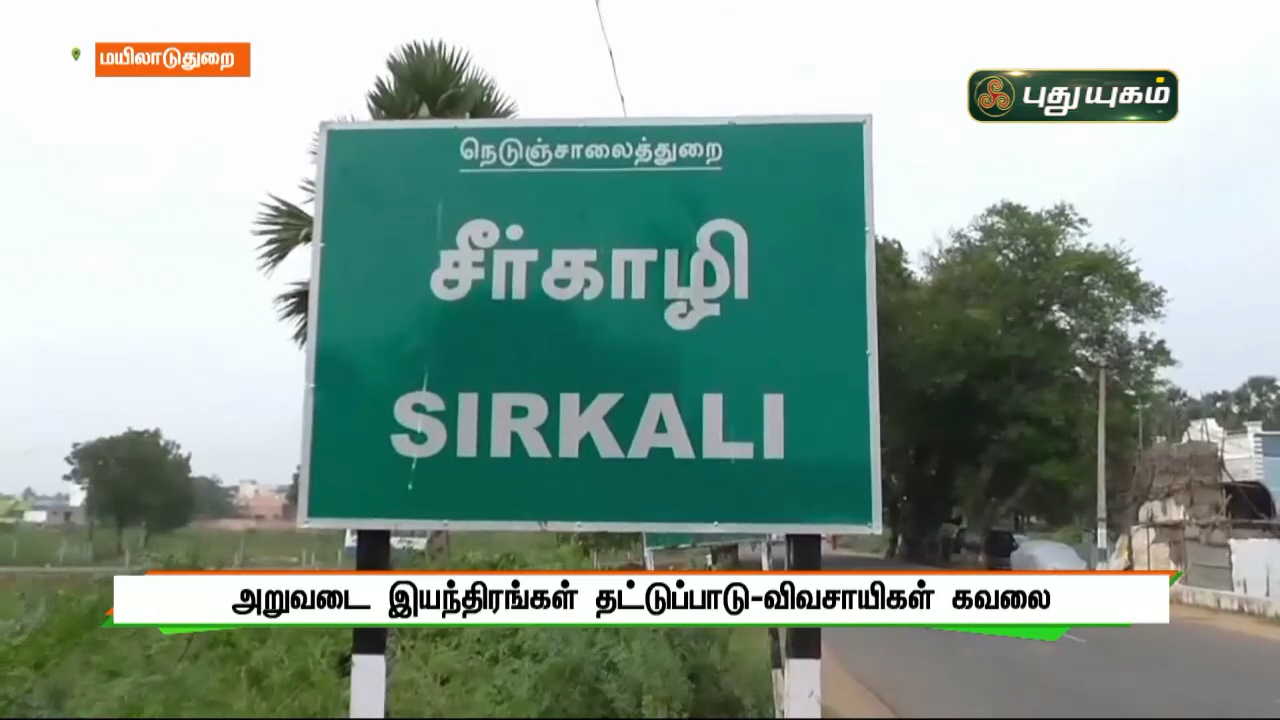 மயிலாடுதுறை
புதுயுகம்
நெடுஞ்சாலைத்துறை
சீர்காழி
SIRKALI
அறுவடை இயந்திரங்கள் தட்டுப்பாடு-விவசாயிகள் கவலை